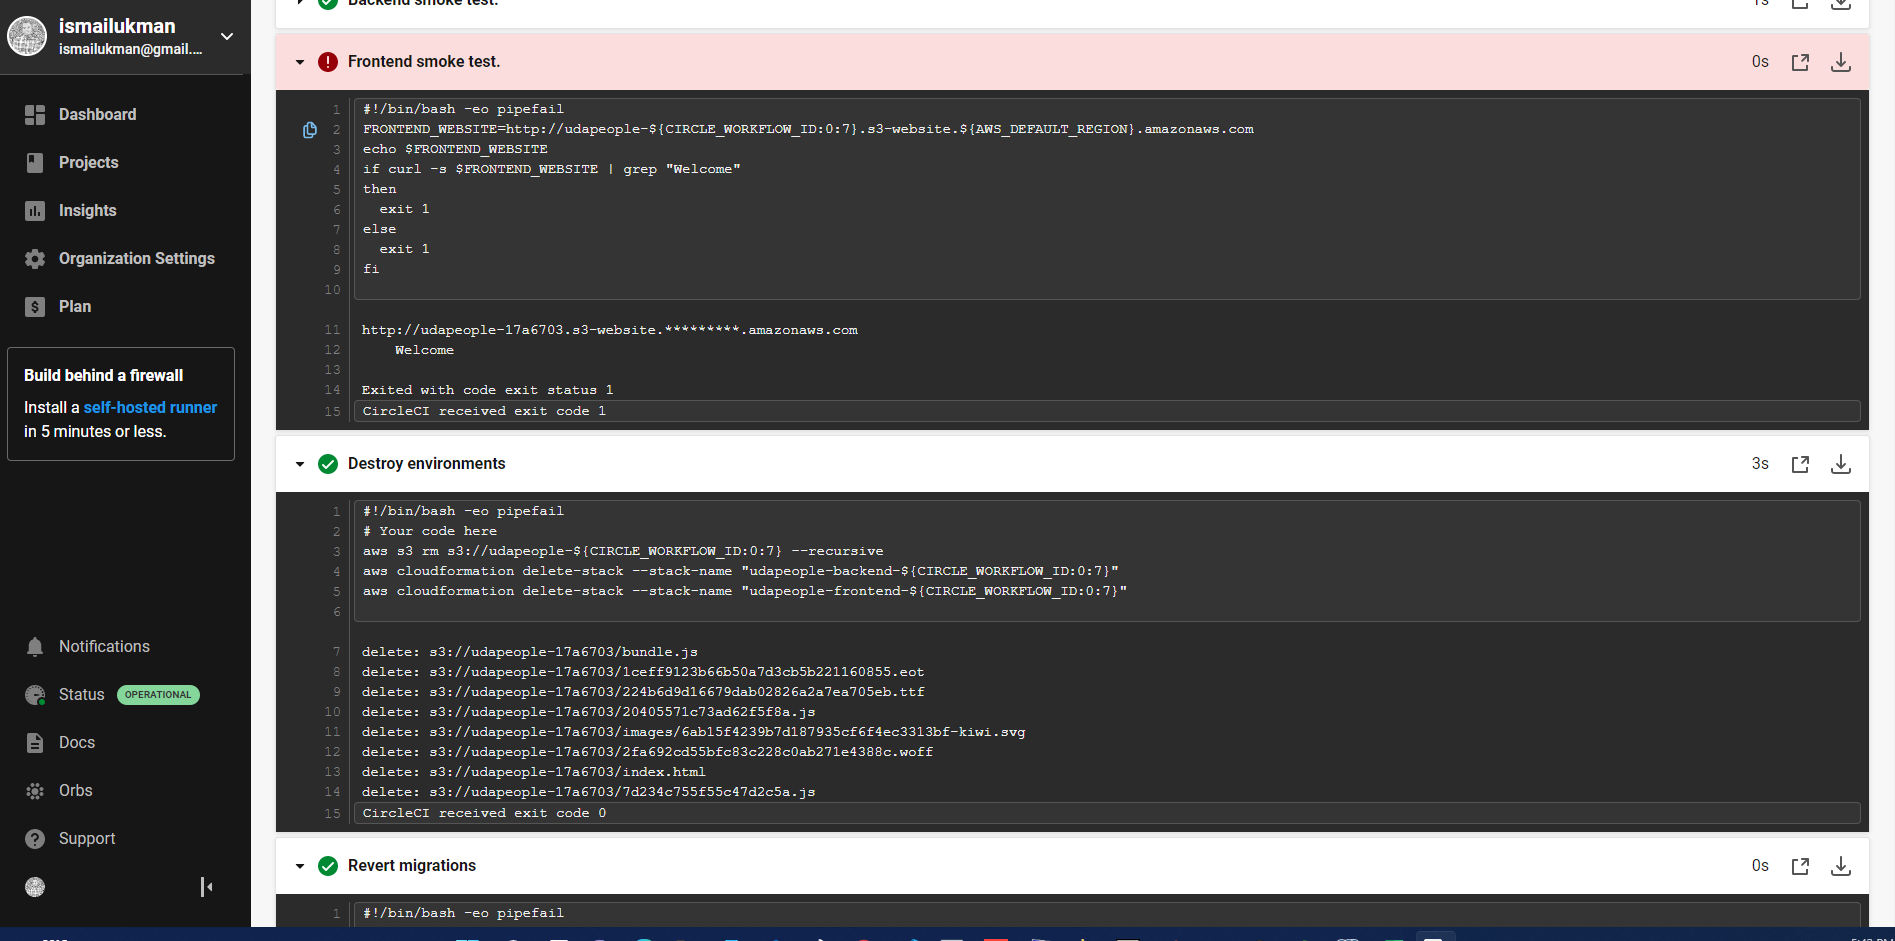 ismailukman
ismailukman@gmail....
Dashboard
Projects
Insights
Organization Settings
Plan
Build behind a firewall
Install a self-hosted runner
in 5 minutes or less.
Notifications
Status OPERATIONAL
Docs
Orbs
Support
Backend smoke test. 1s
Frontend smoke test. 0s
1 #!/bin/bash -eo pipefail
2 FRONTEND_WEBSITE=http://udapeople-${CIRCLE_WORKFLOW_ID:0:7}.s3-website.${AWS_DEFAULT_REGION}.amazonaws.com
3 echo $FRONTEND_WEBSITE
4 if curl -s $FRONTEND_WEBSITE | grep "Welcome"
5 then
6 exit 1
7 else
8 exit 1
9 fi
10
11 http://udapeople-17a6703.s3-website.*********.amazonaws.com
12 Welcome
13
14 Exited with code exit status 1
15 CircleCI received exit code 1
Destroy environments 3s
1 #!/bin/bash -eo pipefail
2 # Your code here
3 aws s3 rm s3://udapeople-${CIRCLE_WORKFLOW_ID:0:7} --recursive
4 aws cloudformation delete-stack --stack-name "udapeople-backend-${CIRCLE_WORKFLOW_ID:0:7}"
5 aws cloudformation delete-stack --stack-name "udapeople-frontend-${CIRCLE_WORKFLOW_ID:0:7}"
6
7 delete: s3://udapeople-17a6703/bundle.js
8 delete: s3://udapeople-17a6703/1ceff9123b66b50a7d3cb5b221160855.eot
9 delete: s3://udapeople-17a6703/224b6d9d16679dab02826a2a7ea705eb.ttf
10 delete: s3://udapeople-17a6703/20405571c73ad62f5f8a.js
11 delete: s3://udapeople-17a6703/images/6ab15f4239b7d187935cf6f4ec3313bf-kiwi.svg
12 delete: s3://udapeople-17a6703/2fa692cd55bfc83c228c0ab271e4388c.woff
13 delete: s3://udapeople-17a6703/index.html
14 delete: s3://udapeople-17a6703/7d234c755f55c47d2c5a.js
15 CircleCI received exit code 0
Revert migrations 0s
1 #!/bin/bash -eo pipefail